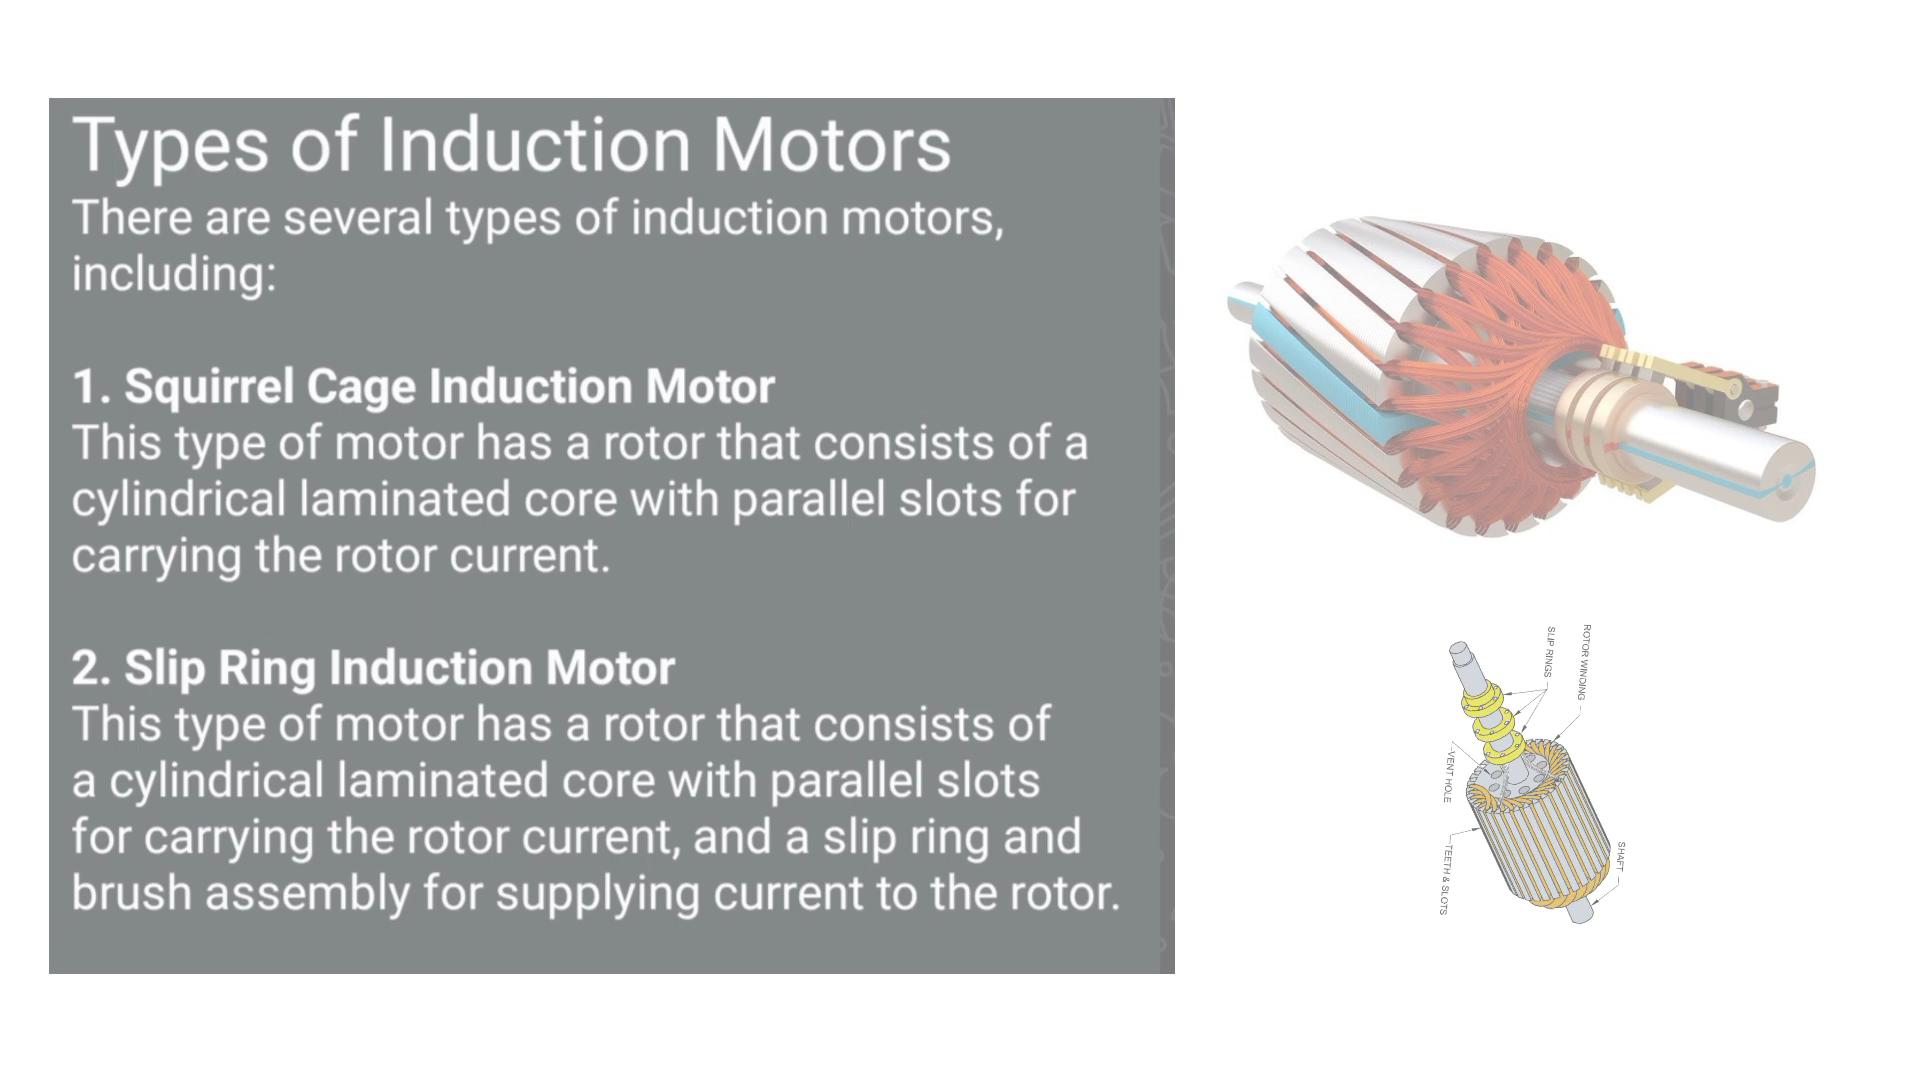 Types of Induction Motors
There are several types of induction motors,
including:
1. Squirrel Cage Induction Motor
This type of motor has a rotor that consists of a
cylindrical laminated core with parallel slots for
carrying the rotor current.
2. Slip Ring Induction Motor
This type of motor has a rotor that consists of
a cylindrical laminated core with parallel slots
for carrying the rotor current, and a slip ring and
brush assembly for supplying current to the rotor.
SLIP RINGS
ROTOR WINDING
VENT HOLE
TEETH & SLOTS
SHAFT